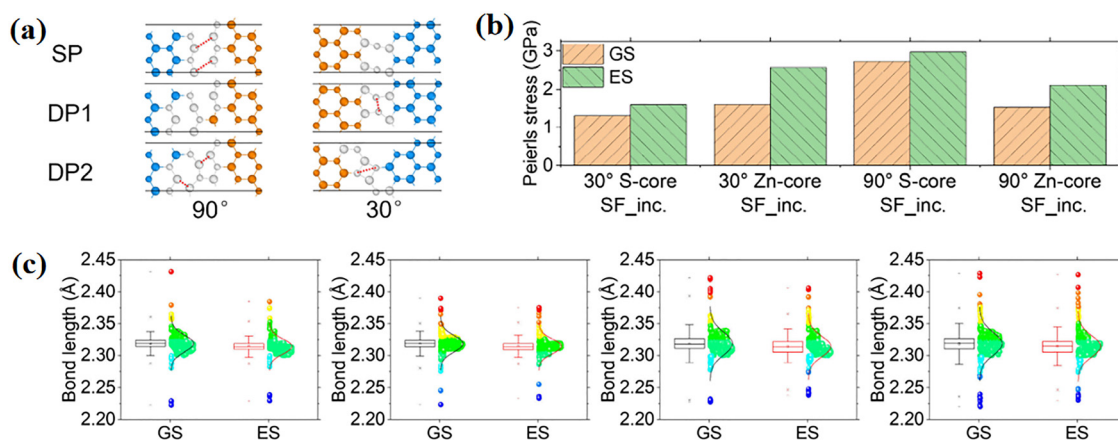 (a)
SP
DP1
DP2
90°
30°
(b)
Peierls stress (GPa)
3
2
1
0
GS
ES
30° S-core
SF_inc.
30° Zn-core
SF_inc.
90° S-core
SF_inc.
90° Zn-core
SF_inc.
(c)
Bond length (Å)
2.45
2.40
2.35
2.30
2.25
2.20
GS
ES
Bond length (Å)
2.45
2.40
2.35
2.30
2.25
2.20
GS
ES
Bond length (Å)
2.45
2.40
2.35
2.30
2.25
2.20
GS
ES
Bond length (Å)
2.45
2.40
2.35
2.30
2.25
2.20
GS
ES